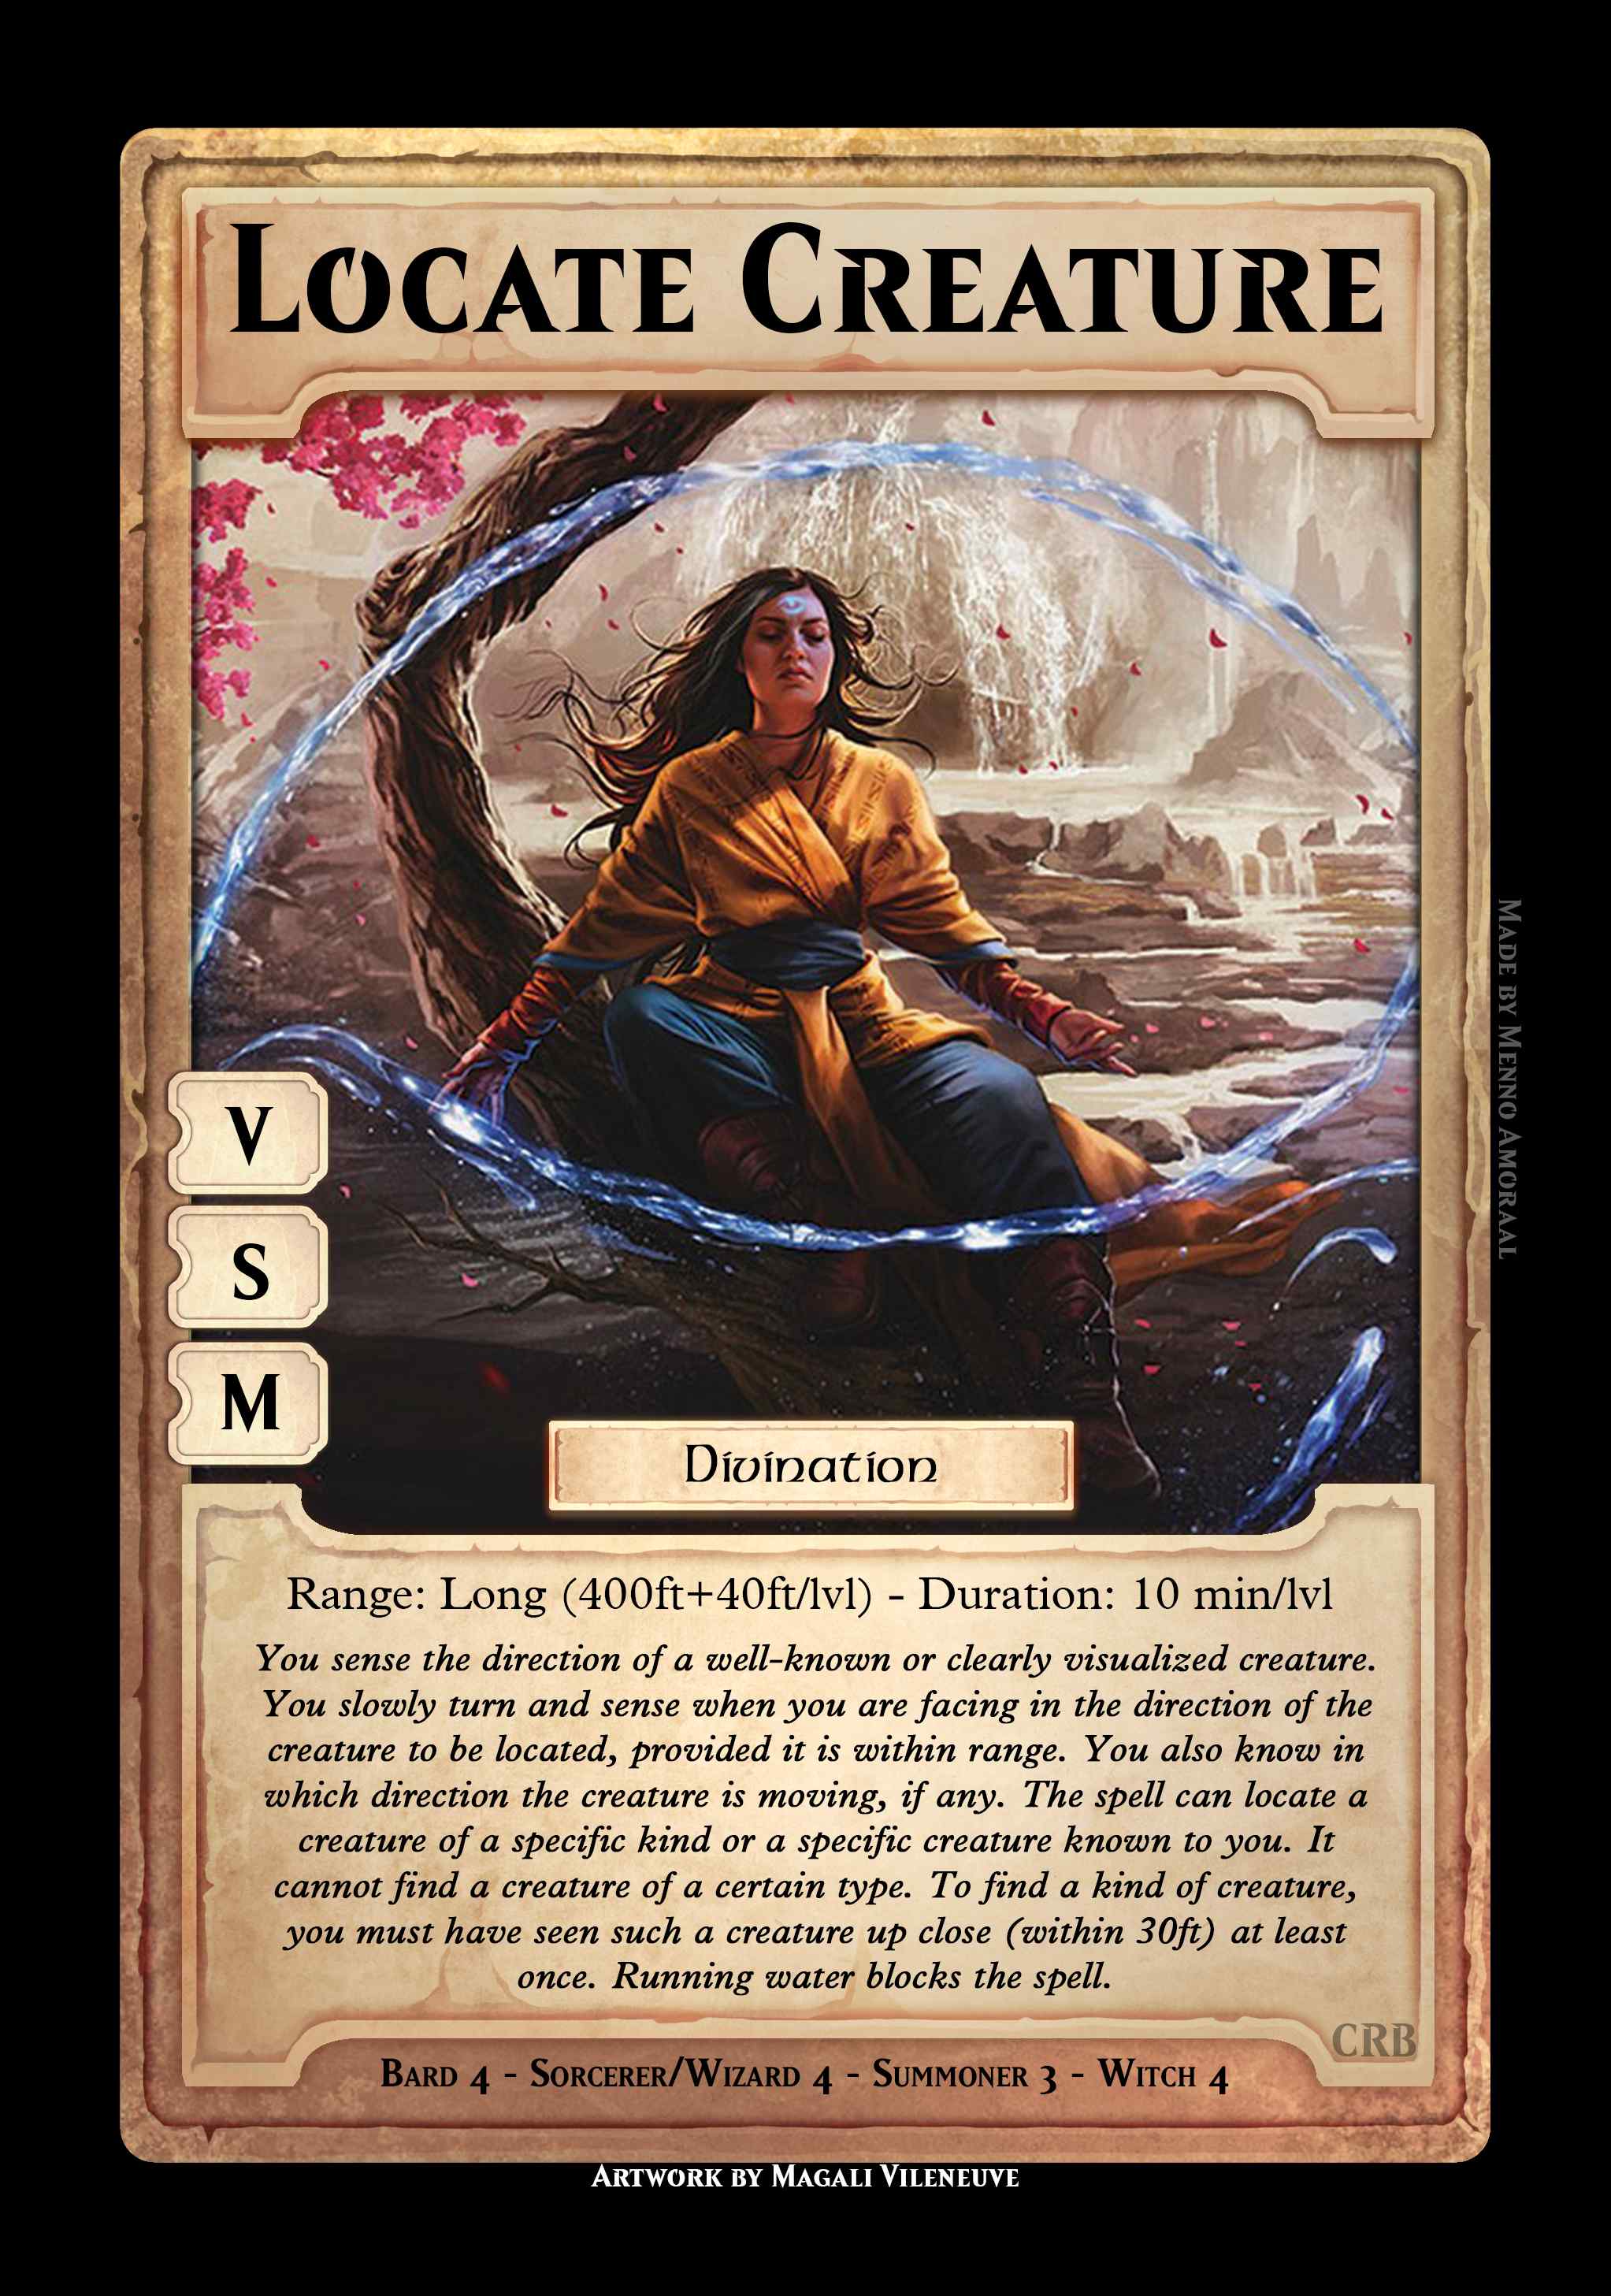 Locate Creature
V
S
M
Divination
Range: Long (400ft+40ft/lvl) - Duration: 10 min/lvl
You sense the direction of a well-known or clearly visualized creature.
You slowly turn and sense when you are facing in the direction of the
creature to be located, provided it is within range. You also know in
which direction the creature is moving, if any. The spell can locate a
creature of a specific kind or a specific creature known to you. It
cannot find a creature of a certain type. To find a kind of creature,
you must have seen such a creature up close (within 30ft) at least
once. Running water blocks the spell.
CRB
Bard 4 - Sorcerer/Wizard 4 - Summoner 3 - Witch 4
Artwork by Magali Vileneuve
Made by Menno Amoraal